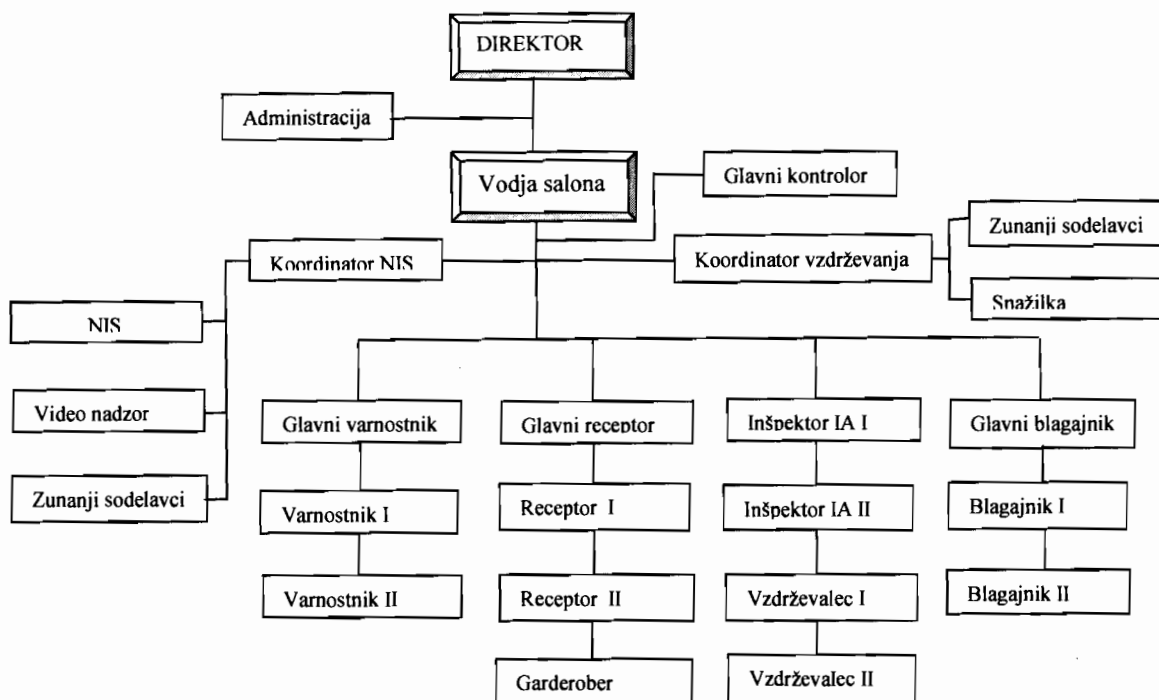 DIREKTOR
Administracija
Vodja salona
Glavni kontrolor
Zunanji sodelavci
Koordinator NIS
Koordinator vzdrževanja
Snažilka
NIS
Video nadzor
Glavni varnostnik
Glavni receptor
Inšpektor IA I
Glavni blagajnik
Zunanji sodelavci
Varnostnik I
Receptor I
Inšpektor IA II
Blagajnik I
Varnostnik II
Receptor II
Vzdrževalec I
Blagajnik II
Garderober
Vzdrževalec II